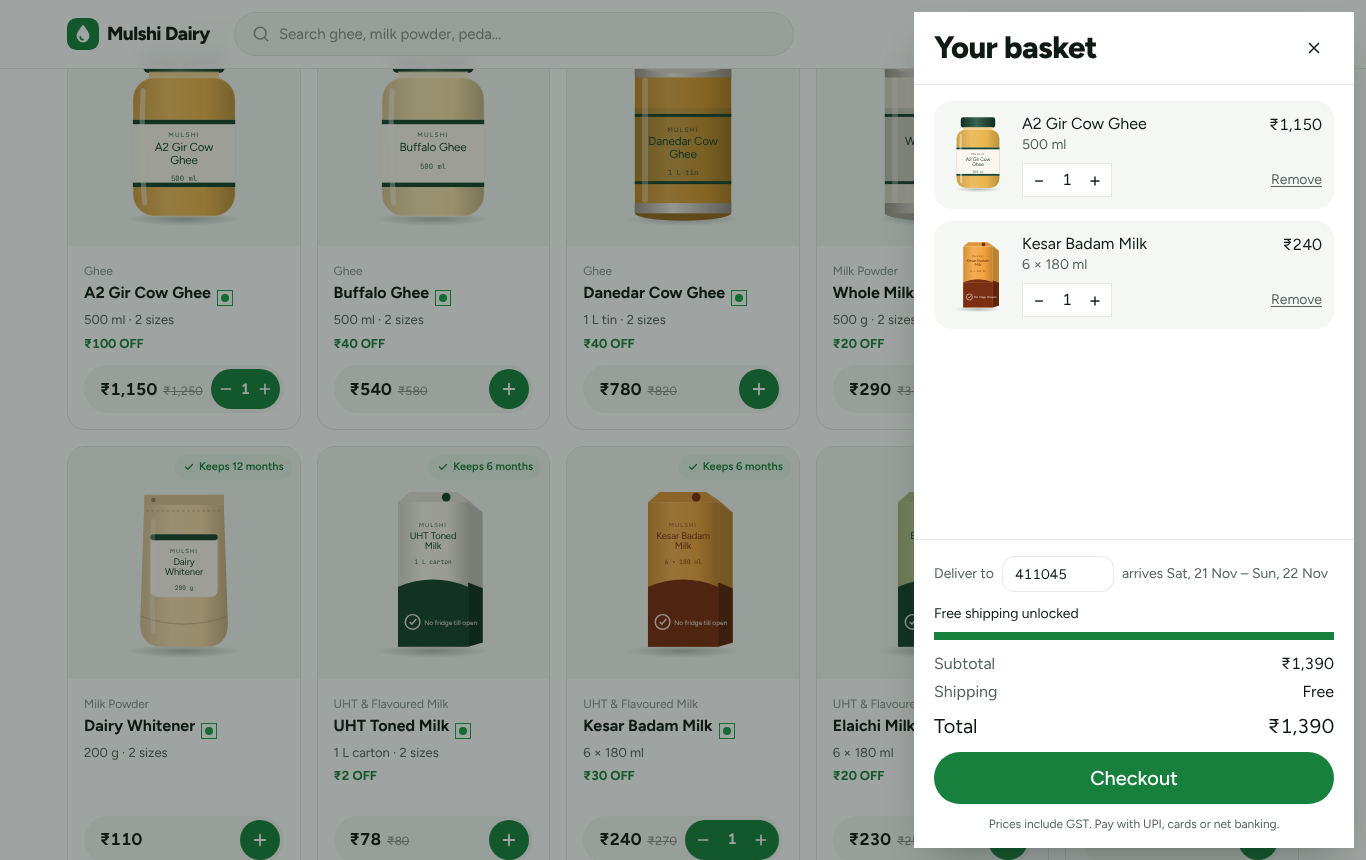 Mulshi Dairy
Search ghee, milk powder, peda...
MULSHI
A2 Gir Cow
Ghee
500 ml
MULSHI
Buffalo Ghee
500 ml
MULSHI
Danedar Cow
Ghee
1 L tin
Ghee
A2 Gir Cow Ghee
500 ml · 2 sizes
₹100 OFF
₹1,150 ₹1,250 − 1 +
Ghee
Buffalo Ghee
500 ml · 2 sizes
₹40 OFF
₹540 ₹580 +
Ghee
Danedar Cow Ghee
1 L tin · 2 sizes
₹40 OFF
₹780 ₹820 +
Milk Powder
Whole Milk
500 g · 2 sizes
₹20 OFF
₹290
Keeps 12 months
MULSHI
Dairy
Whitener
200 g
Milk Powder
Dairy Whitener
200 g · 2 sizes
₹110 +
Keeps 6 months
MULSHI
UHT Toned
Milk
1 L carton
No fridge till open
UHT & Flavoured Milk
UHT Toned Milk
1 L carton · 2 sizes
₹2 OFF
₹78 ₹80 +
Keeps 6 months
MULSHI
Kesar Badam
Milk
6 × 180 ml
No fridge till open
UHT & Flavoured Milk
Kesar Badam Milk
6 × 180 ml
₹30 OFF
₹240 ₹270 − 1 +
UHT & Flavoure
Elaichi Milk
6 × 180 ml
₹20 OFF
₹230
Your basket
A2 Gir Cow Ghee ₹1,150
500 ml
− 1 + Remove
Kesar Badam Milk ₹240
6 × 180 ml
− 1 + Remove
Deliver to 411045 arrives Sat, 21 Nov – Sun, 22 Nov
Free shipping unlocked
Subtotal ₹1,390
Shipping Free
Total ₹1,390
Checkout
Prices include GST. Pay with UPI, cards or net banking.